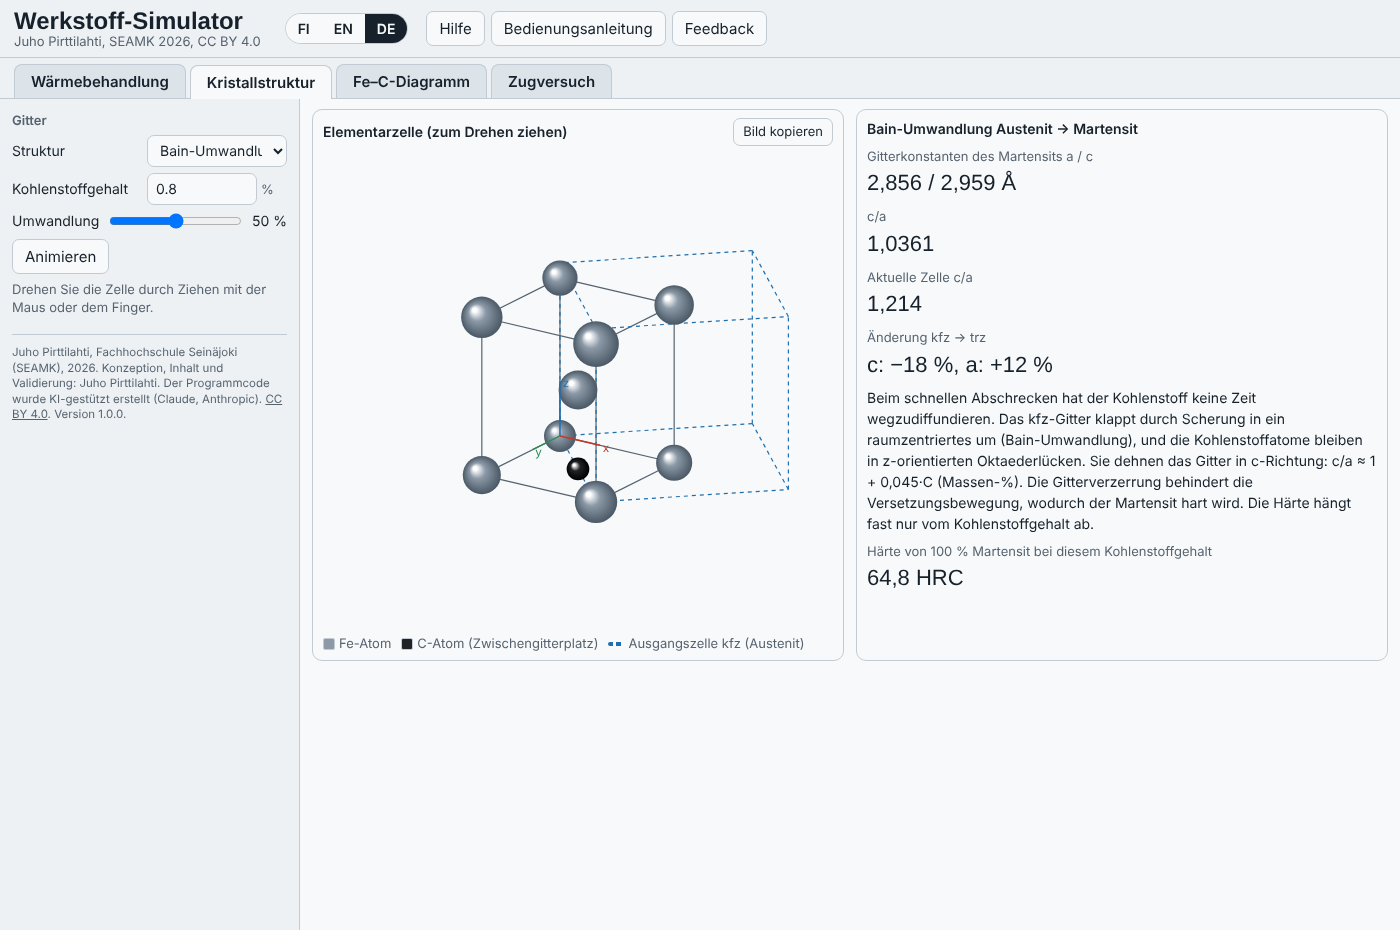 Werkstoff-Simulator
Juho Pirttilahti, SEAMK 2026, CC BY 4.0
FI EN DE
Hilfe Bedienungsanleitung Feedback
Wärmebehandlung Kristallstruktur Fe–C-Diagramm Zugversuch
Gitter
Struktur Bain-Umwandlu
Kohlenstoffgehalt 0.8 %
Umwandlung 50 %
Animieren
Drehen Sie die Zelle durch Ziehen mit der
Maus oder dem Finger.
Juho Pirttilahti, Fachhochschule Seinäjoki
(SEAMK), 2026. Konzeption, Inhalt und
Validierung: Juho Pirttilahti. Der Programmcode
wurde KI-gestützt erstellt (Claude, Anthropic). CC
BY 4.0. Version 1.0.0.
Elementarzelle (zum Drehen ziehen)
Bild kopieren
z
y
x
Fe-Atom C-Atom (Zwischengitterplatz) Ausgangszelle kfz (Austenit)
Bain-Umwandlung Austenit → Martensit
Gitterkonstanten des Martensits a / c
2,856 / 2,959 Å
c/a
1,0361
Aktuelle Zelle c/a
1,214
Änderung kfz → trz
c: −18 %, a: +12 %
Beim schnellen Abschrecken hat der Kohlenstoff keine Zeit
wegzudiffundieren. Das kfz-Gitter klappt durch Scherung in ein
raumzentriertes um (Bain-Umwandlung), und die Kohlenstoffatome bleiben
in z-orientierten Oktaederlücken. Sie dehnen das Gitter in c-Richtung: c/a ≈ 1
+ 0,045·C (Massen-%). Die Gitterverzerrung behindert die
Versetzungsbewegung, wodurch der Martensit hart wird. Die Härte hängt
fast nur vom Kohlenstoffgehalt ab.
Härte von 100 % Martensit bei diesem Kohlenstoffgehalt
64,8 HRC